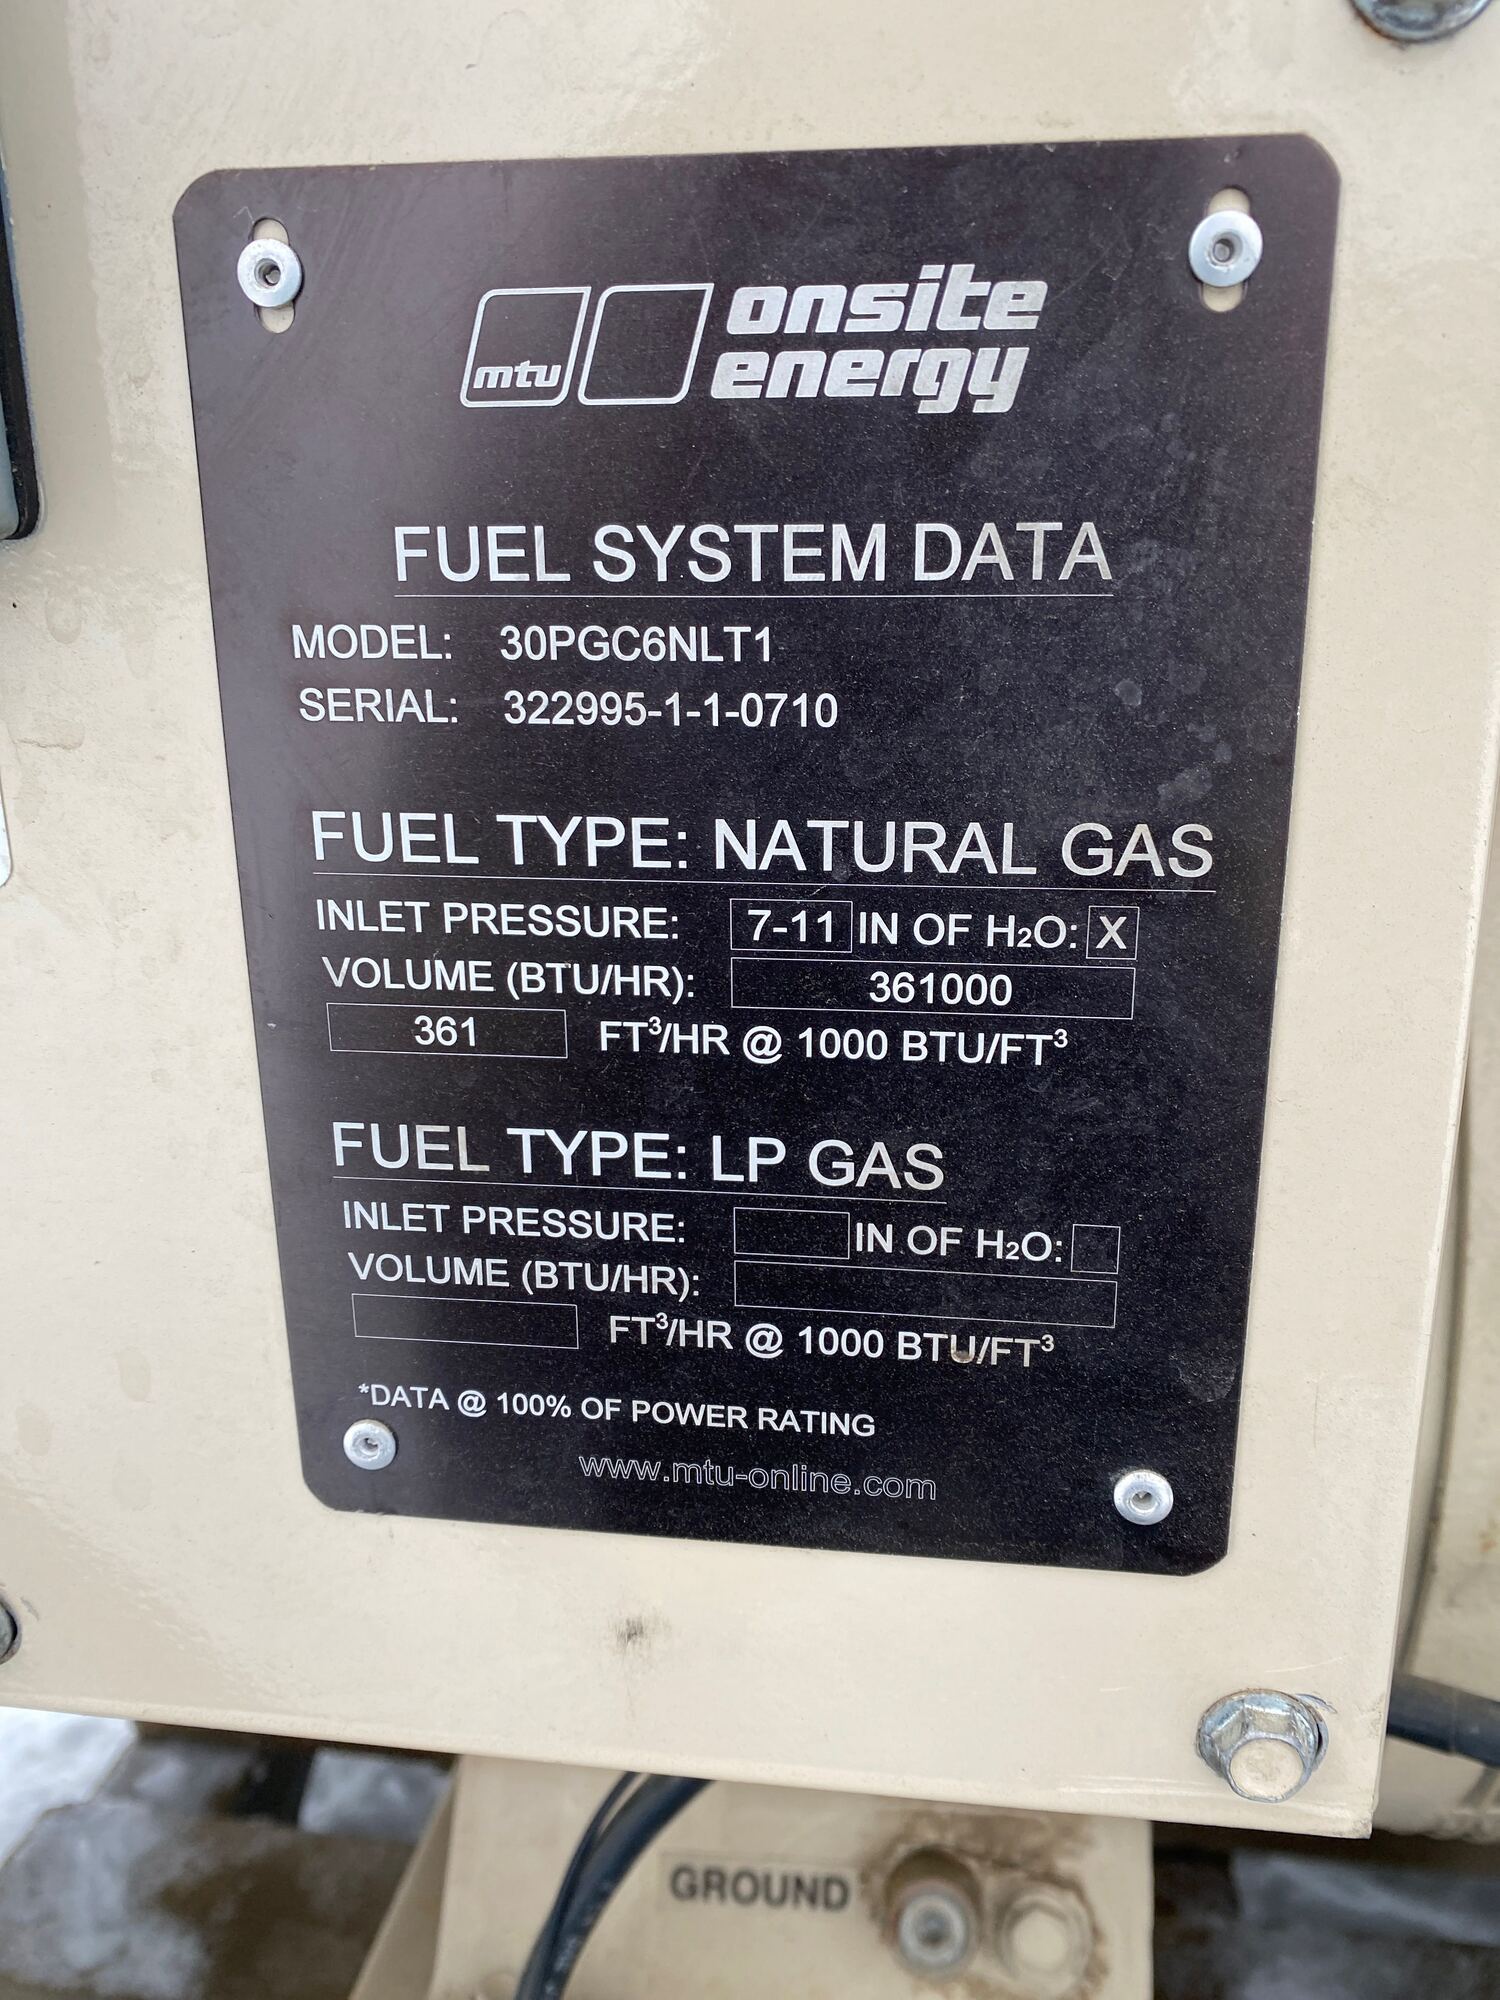 mtu onsite energy
FUEL SYSTEM DATA
MODEL: 30PGC6NLT1
SERIAL: 322995-1-1-0710
FUEL TYPE: NATURAL GAS
INLET PRESSURE: 7-11 IN OF H₂O: X
VOLUME (BTU/HR): 361000
361 FT³/HR @ 1000 BTU/FT³
FUEL TYPE: LP GAS
INLET PRESSURE: IN OF H₂O:
VOLUME (BTU/HR):
FT³/HR @ 1000 BTU/FT³
*DATA @ 100% OF POWER RATING
www.mtu-online.com
GROUND